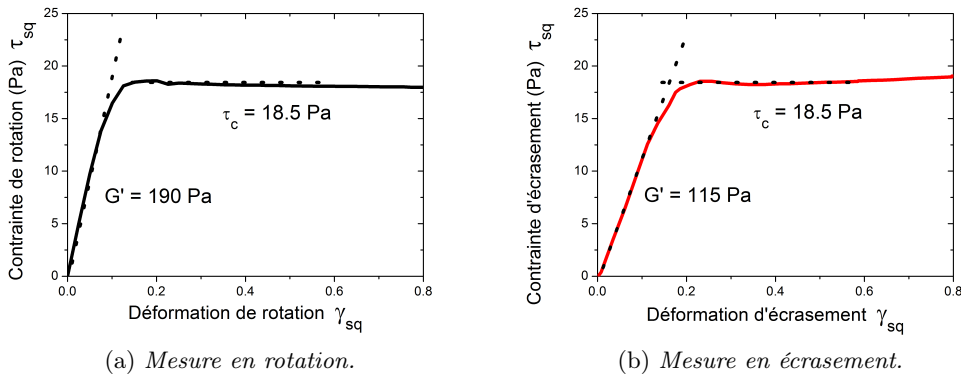 25
20
15
10
5
0
Contrainte de rotation (Pa) τsq
τc = 18.5 Pa
G' = 190 Pa
0.0 0.2 0.4 0.6 0.8
Déformation de rotation γsq
(a) Mesure en rotation.
25
20
15
10
5
0
Contrainte d'écrasement (Pa) τsq
τc = 18.5 Pa
G' = 115 Pa
0.0 0.2 0.4 0.6 0.8
Déformation d'écrasement γsq
(b) Mesure en écrasement.